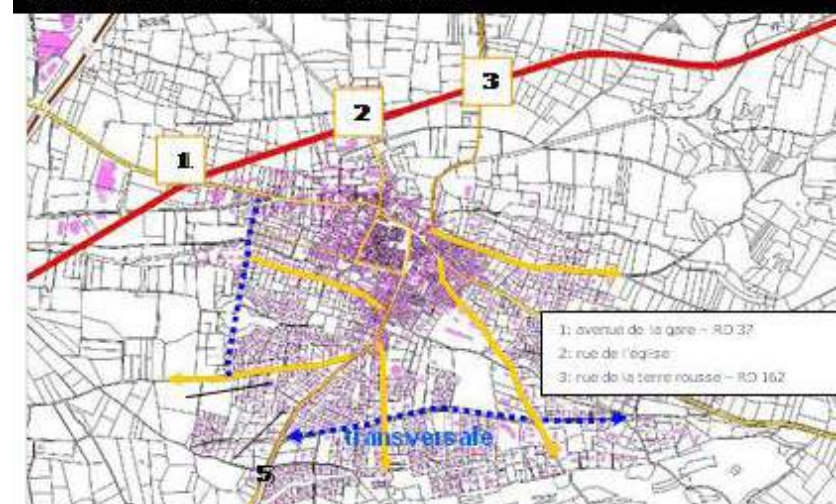 1
2
3
1: avenue de la gare – RD 37
2: rue de l'église
3: rue de la terre rousse – RD 162
transversale
5